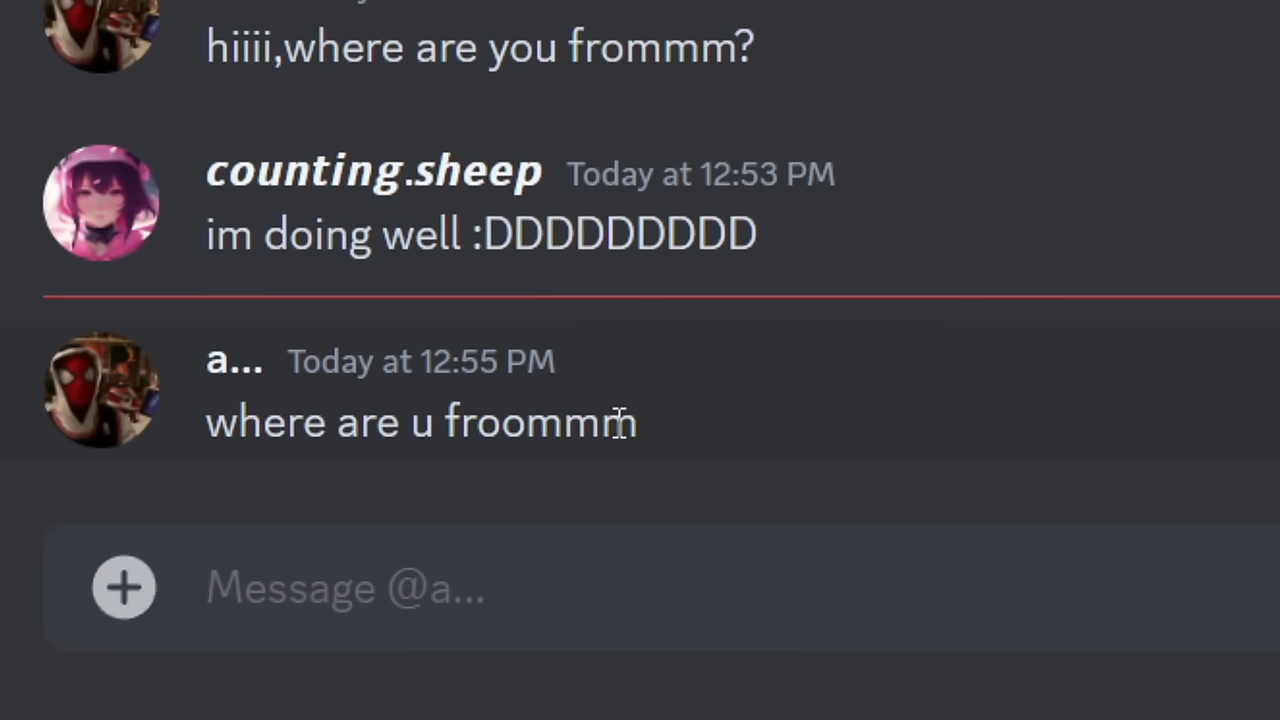 hiiii,where are you frommm?
counting.sheep Today at 12:53 PM
im doing well :DDDDDDDDD
a... Today at 12:55 PM
where are u froommm
Message @a...